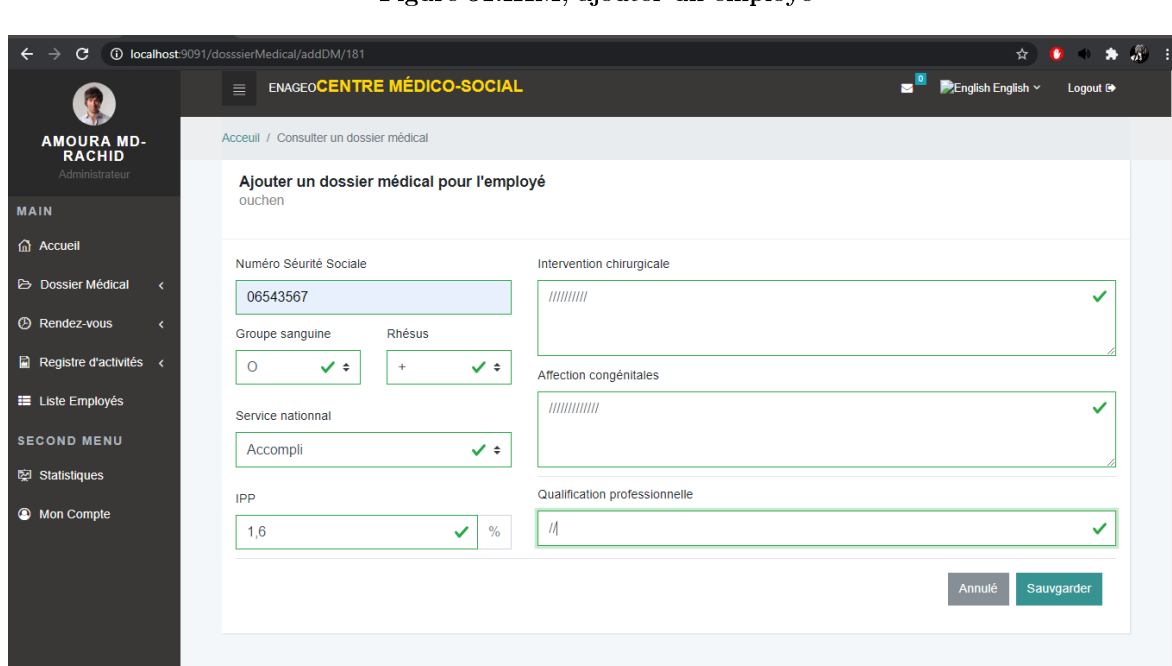 localhost:9091/dosssierMedical/addDM/181
ENAGEOCENTRE MÉDICO-SOCIAL
0
English English
Logout
AMOURA MD-
RACHID
Administrateur
MAIN
Accueil
Dossier Médical
Rendez-vous
Registre d'activités
Liste Employés
SECOND MENU
Statistiques
Mon Compte
Acceuil / Consulter un dossier médical
Ajouter un dossier médical pour l'employé
ouchen
Numéro Séurité Sociale
06543567
Groupe sanguine
Rhésus
O
+
Service nationnal
Accompli
IPP
1,6
%
Intervention chirurgicale
//////////
Affection congénitales
/////////////
Qualification professionnelle
//
Annulé
Sauvgarder